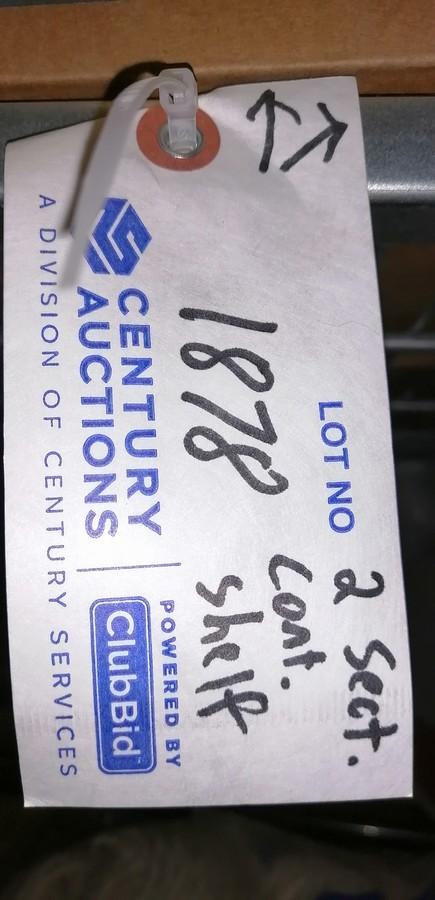 LOT NO
2 Sect.
cont.
shelf
1878
CENTURY
AUCTIONS
POWERED BY
ClubBid
A DIVISION OF CENTURY SERVICES